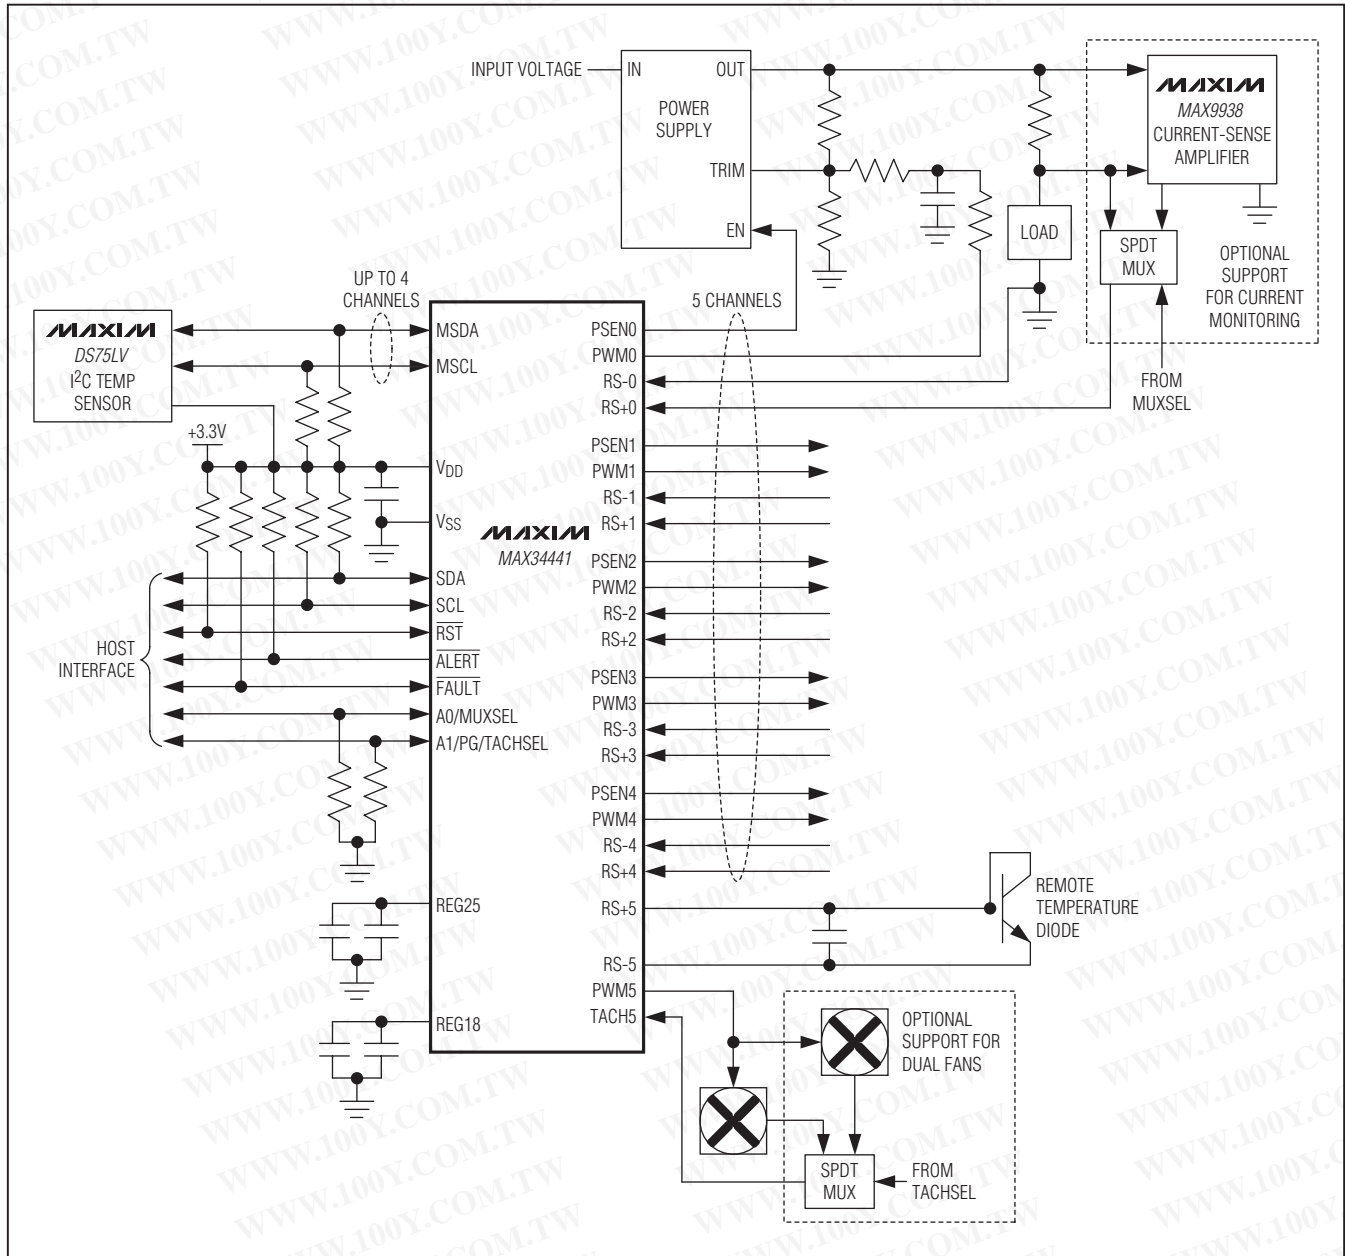 INPUT VOLTAGE
IN
OUT
POWER
SUPPLY
TRIM
EN
MAXIM
MAX9938
CURRENT-SENSE
AMPLIFIER
LOAD
SPDT
MUX
OPTIONAL
SUPPORT
FOR CURRENT
MONITORING
FROM
MUXSEL
UP TO 4
CHANNELS
5 CHANNELS
MAXIM
DS75LV
I2C TEMP
SENSOR
+3.3V
MSDA
MSCL
VDD
VSS
MAXIM
MAX34441
SDA
SCL
RST
ALERT
FAULT
A0/MUXSEL
A1/PG/TACHSEL
HOST
INTERFACE
REG25
REG18
PSEN0
PWM0
RS-0
RS+0
PSEN1
PWM1
RS-1
RS+1
PSEN2
PWM2
RS-2
RS+2
PSEN3
PWM3
RS-3
RS+3
PSEN4
PWM4
RS-4
RS+4
RS+5
RS-5
PWM5
TACH5
REMOTE
TEMPERATURE
DIODE
OPTIONAL
SUPPORT FOR
DUAL FANS
SPDT
MUX
FROM
TACHSEL
WWW.100Y.COM.TW